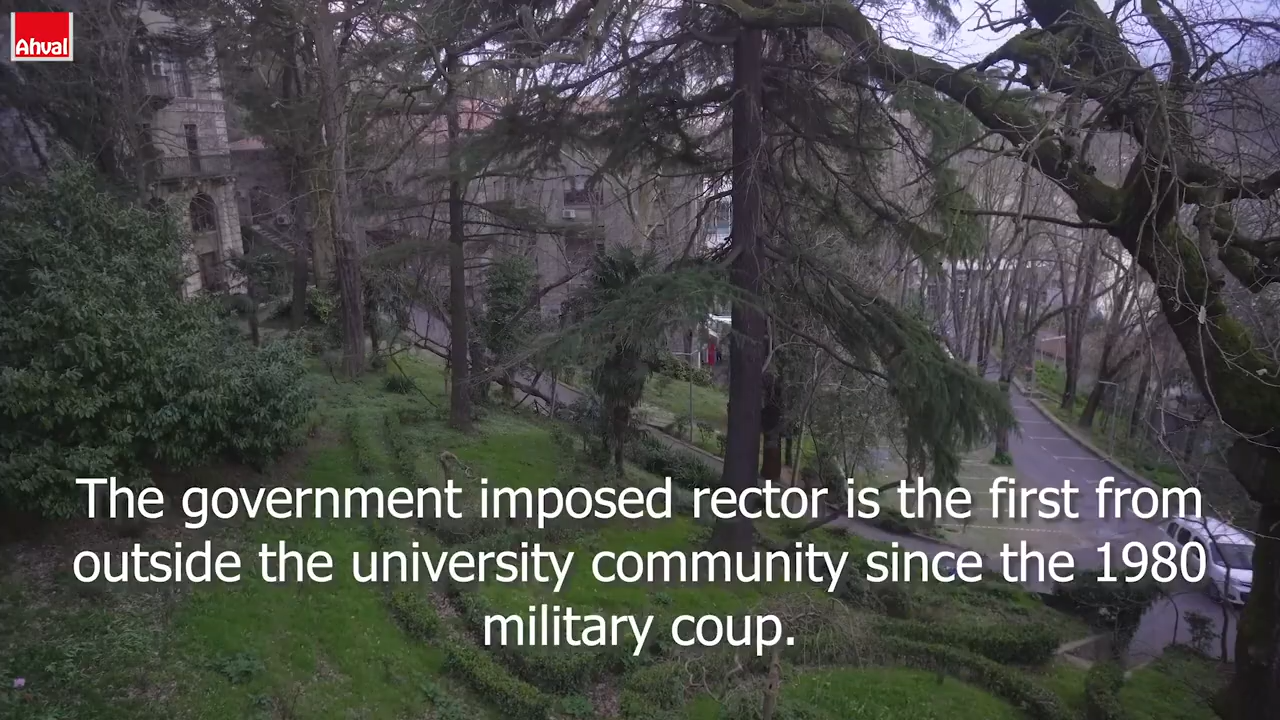 Ahval
The government imposed rector is the first from
outside the university community since the 1980
military coup.